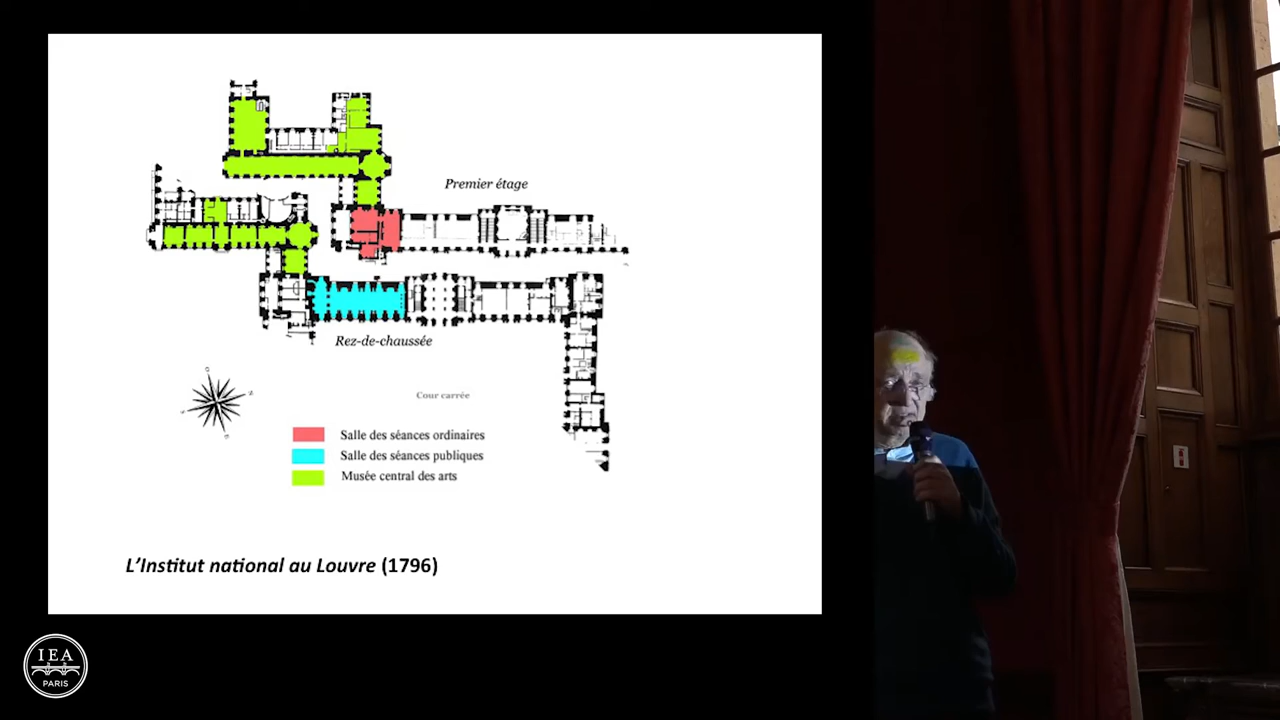 Premier étage
Rez-de-chaussée
Cour carrée
Salle des séances ordinaires
Salle des séances publiques
Musée central des arts
L'Institut national au Louvre (1796)
IEA
PARIS